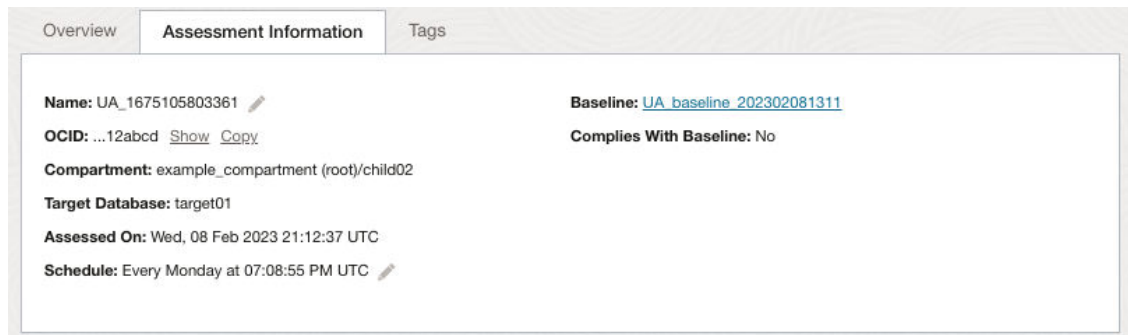 Overview
Assessment Information
Tags
Name: UA_1675105803361
OCID: ...12abcd Show Copy
Compartment: example_compartment (root)/child02
Target Database: target01
Assessed On: Wed, 08 Feb 2023 21:12:37 UTC
Schedule: Every Monday at 07:08:55 PM UTC
Baseline: UA_baseline_202302081311
Complies With Baseline: No